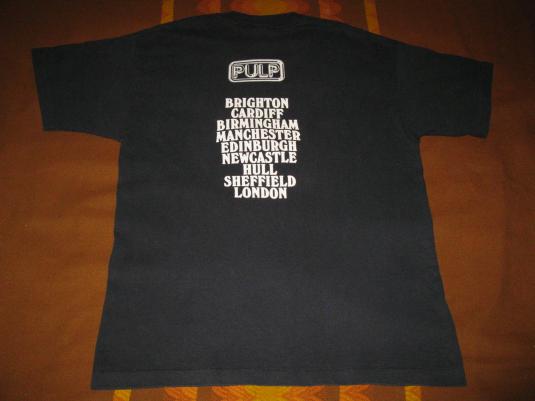 PULP
BRIGHTON
CARDIFF
BIRMINGHAM
MANCHESTER
EDINBURGH
NEWCASTLE
HULL
SHEFFIELD
LONDON